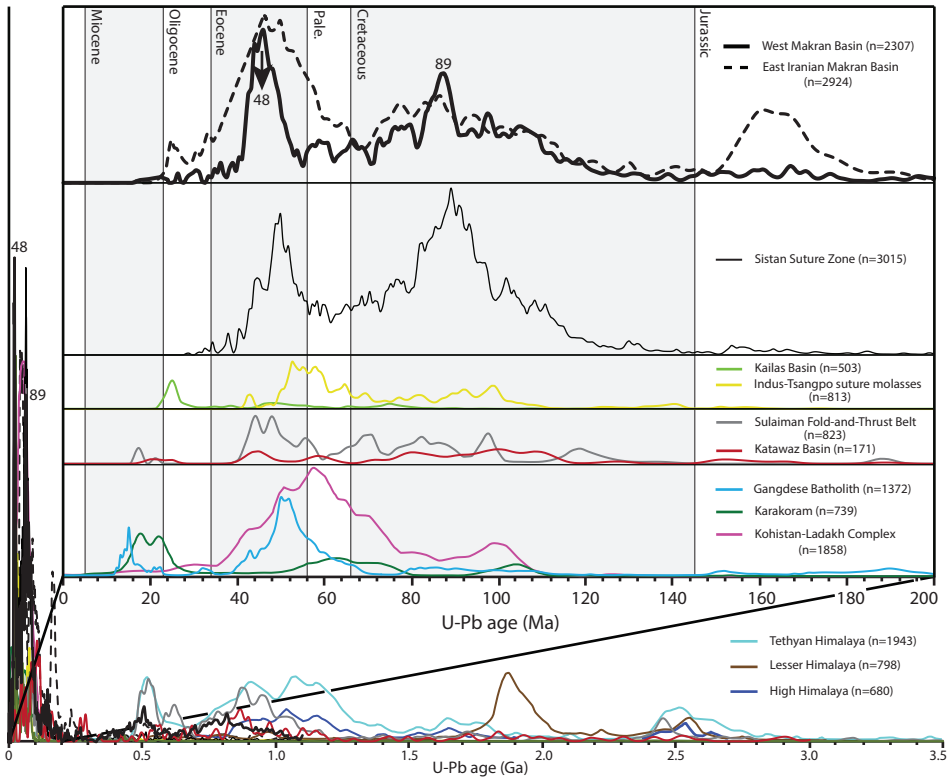 Miocene
Oligocene
Eocene
Pale.
Cretaceous
Jurassic
West Makran Basin (n=2307)
East Iranian Makran Basin
(n=2924)
89
48
Sistan Suture Zone (n=3015)
48
Kailas Basin (n=503)
Indus-Tsangpo suture molasses
(n=813)
89
Sulaiman Fold-and-Thrust Belt
(n=823)
Katawaz Basin (n=171)
Gangdese Batholith (n=1372)
Karakoram (n=739)
Kohistan-Ladakh Complex
(n=1858)
0 20 40 60 80 100 120 140 160 180 200
U-Pb age (Ma)
Tethyan Himalaya (n=1943)
Lesser Himalaya (n=798)
High Himalaya (n=680)
0 0.5 1.0 1.5 2.0 2.5 3.0 3.5
U-Pb age (Ga)